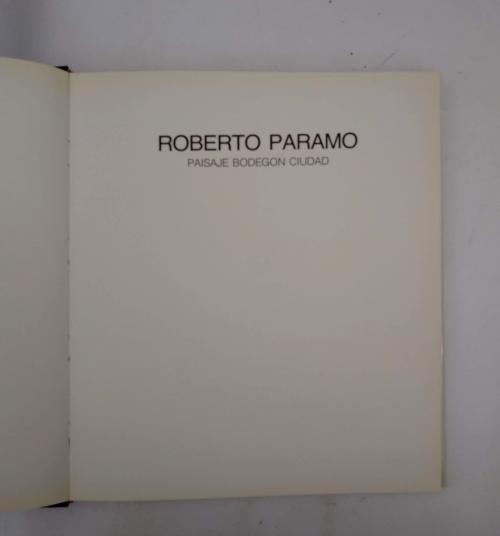 ROBERTO PARAMO
PAISAJE BODEGON CIUDAD